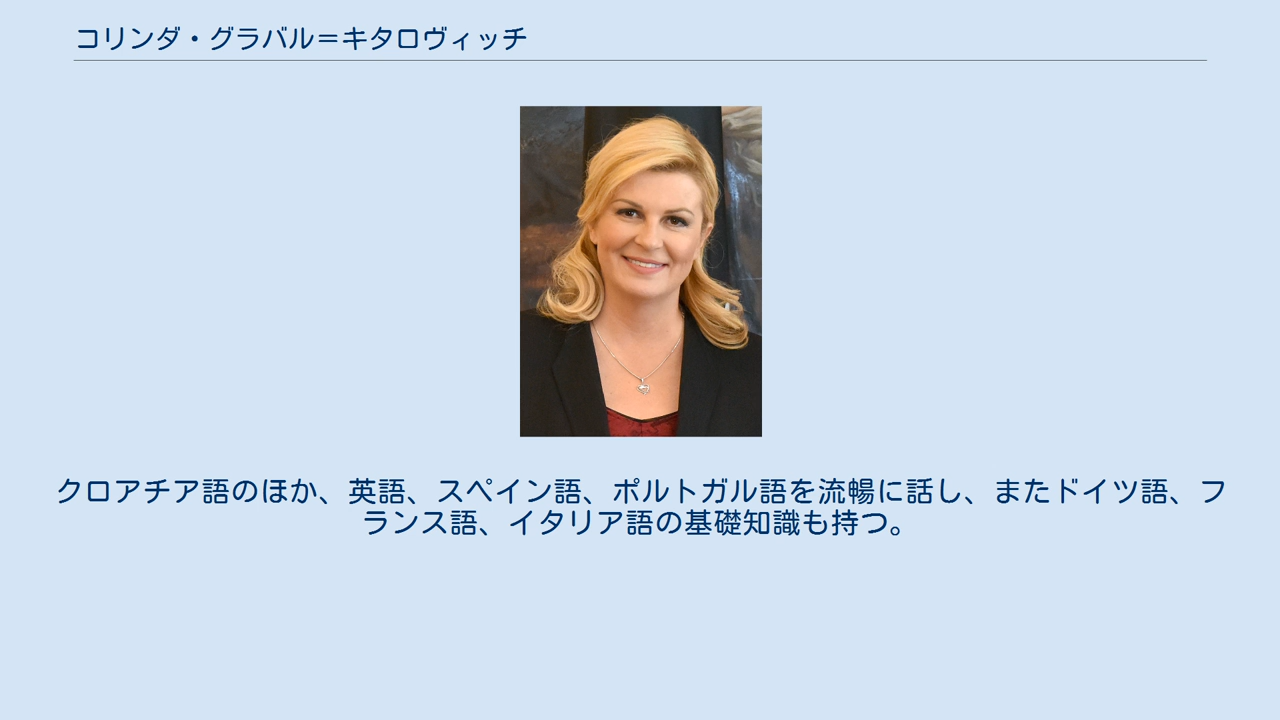 コリンダ・グラバル＝キタロヴィッチ
クロアチア語のほか、英語、スペイン語、ポルトガル語を流暢に話し、またドイツ語、フ
ランス語、イタリア語の基礎知識も持つ。